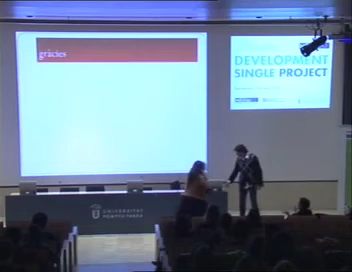 gràcies
DEVELOPMENT
SINGLE PROJECT
UNIVERSITAT
POMPEU FABRA